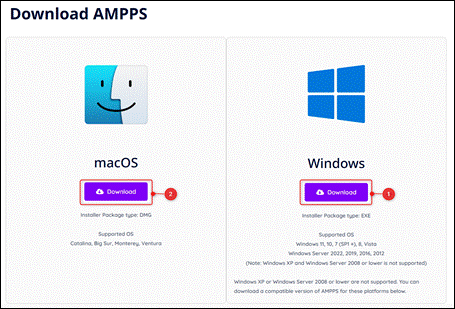 Download AMPPS
macOS
Download
2
Installer Package type: DMG
Supported OS
Catalina, Big Sur, Monterey, Ventura
Windows
Download
1
Installer Package type: EXE
Supported OS
Windows 11, 10, 7 (SP1 +), 8, Vista
Windows Server 2022, 2019, 2016, 2012
(Note: Windows XP and Windows Server 2008 or lower is not supported)
Windows XP or Windows Server 2008 or lower are not supported. You can
download a compatible version of AMPPS for these platforms below.